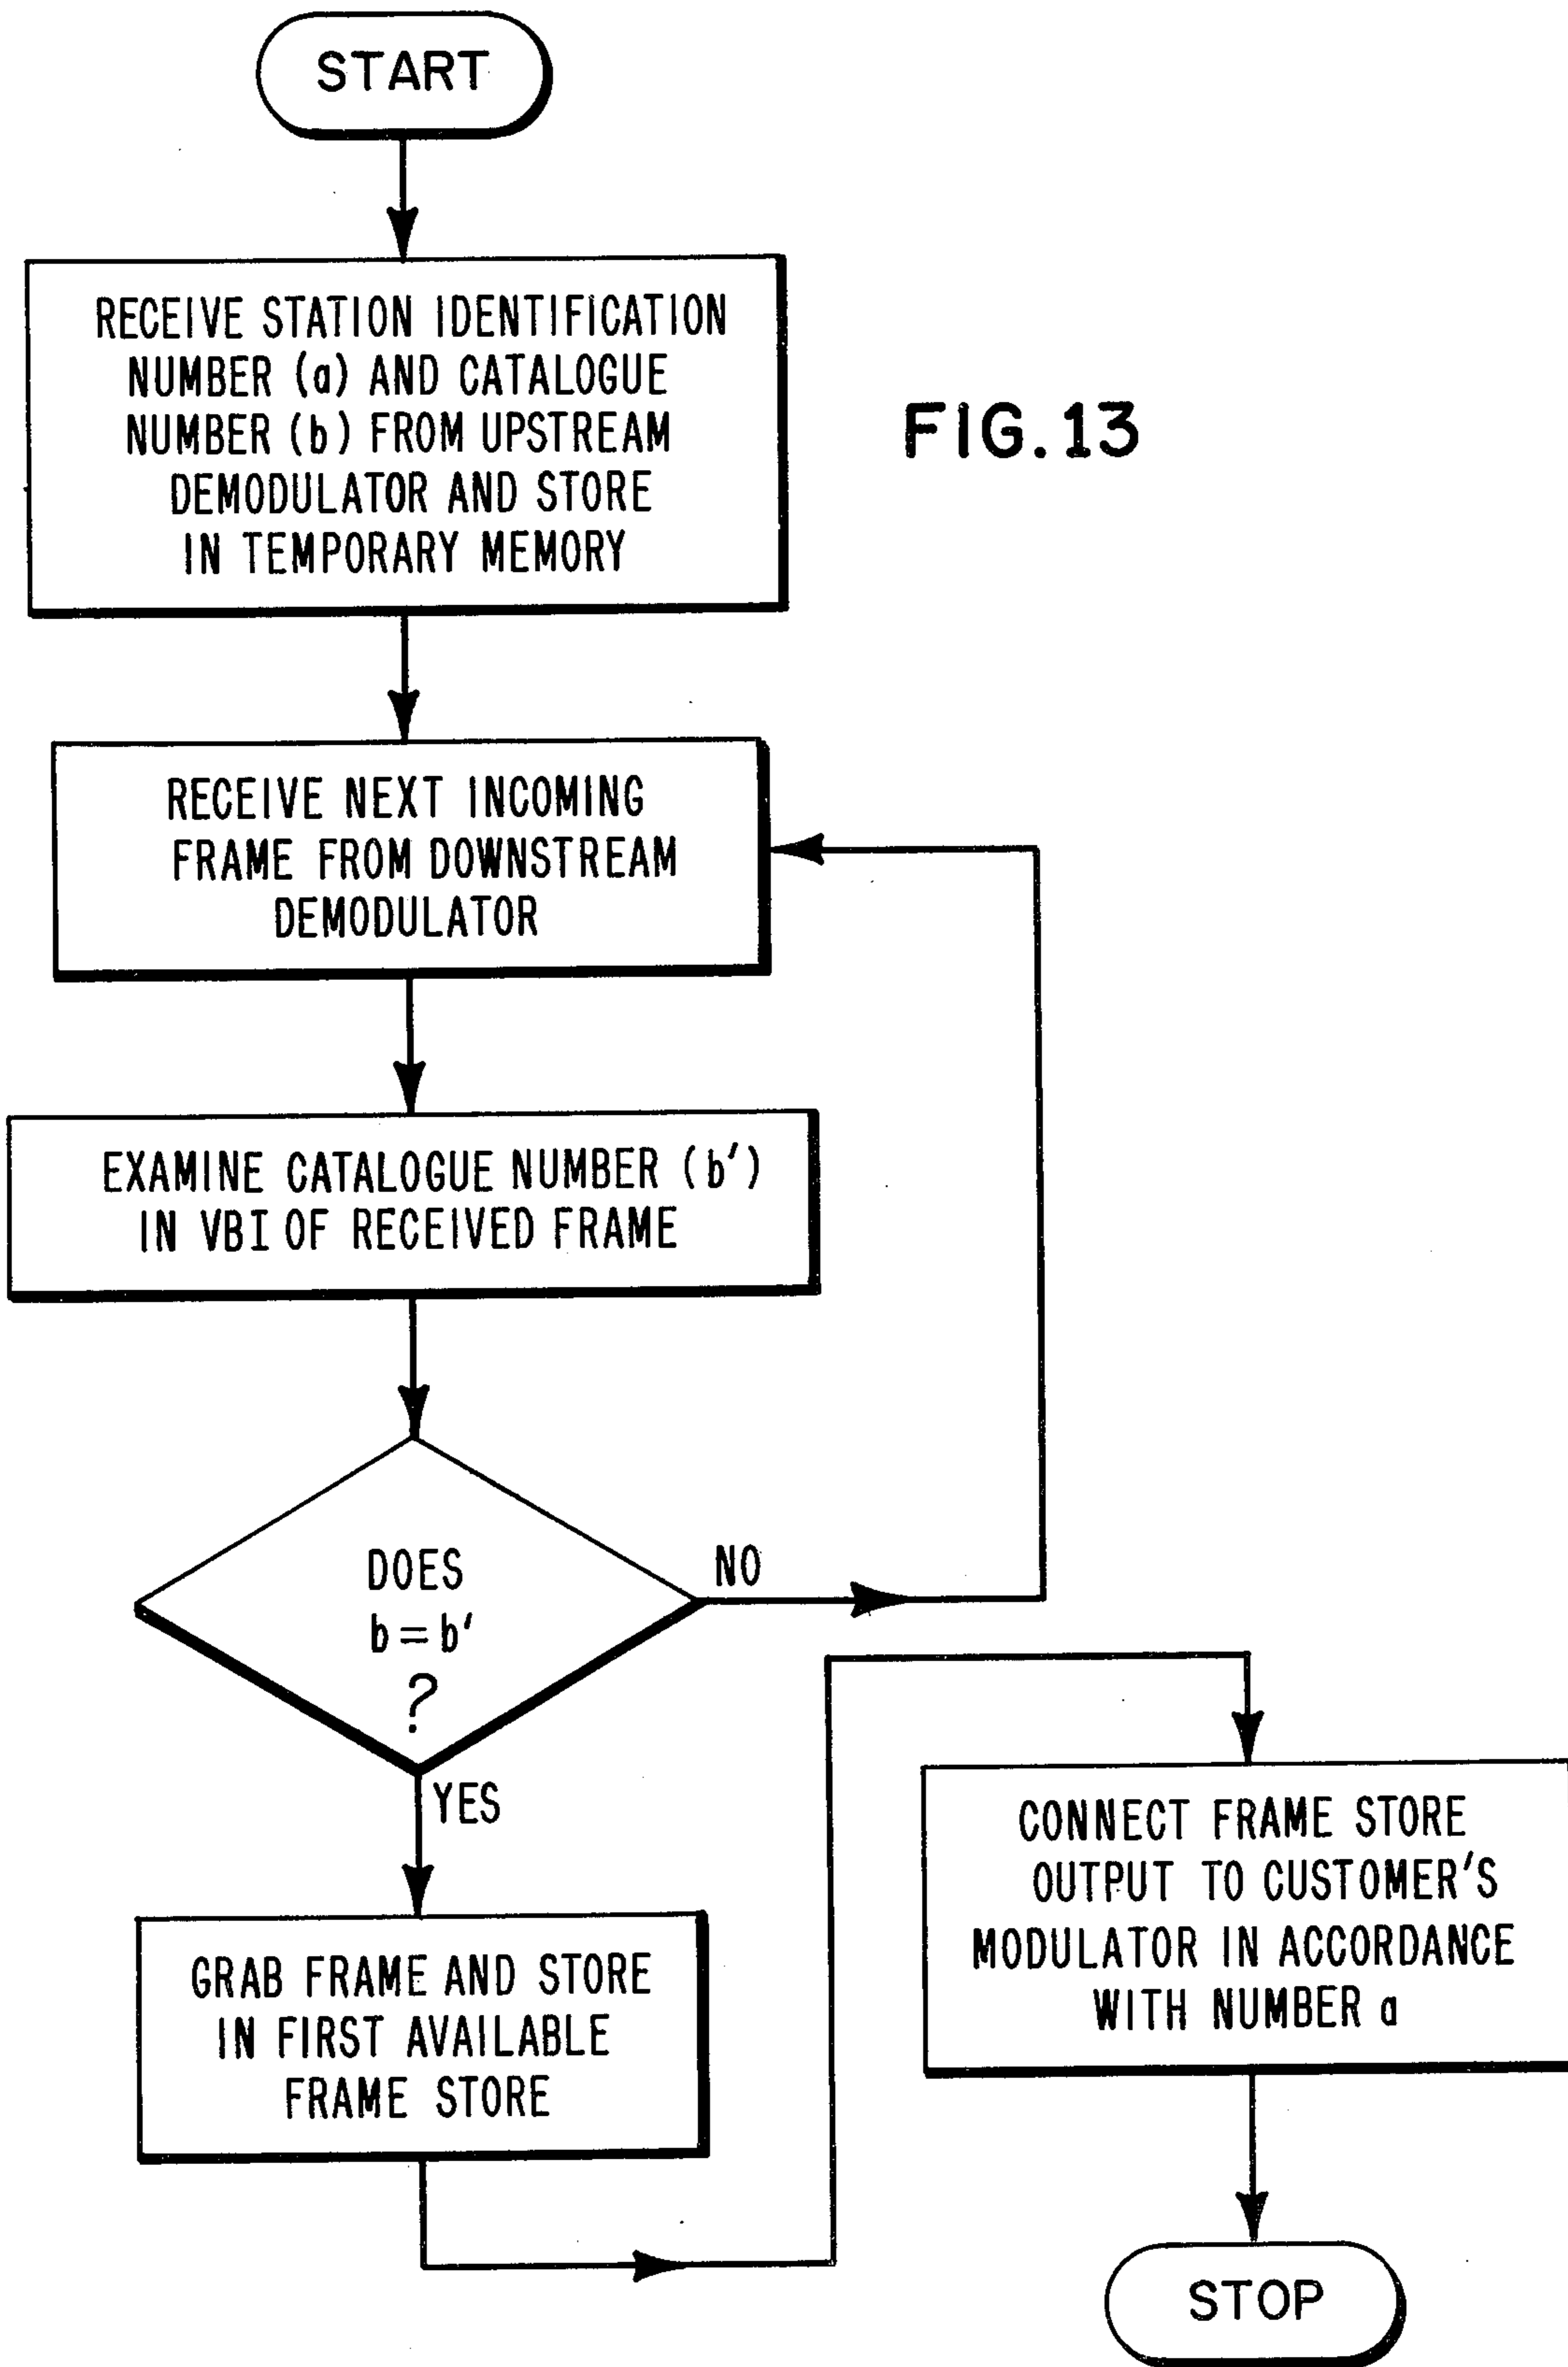 START
RECEIVE STATION IDENTIFICATION
NUMBER (a) AND CATALOGUE
NUMBER (b) FROM UPSTREAM
DEMODULATOR AND STORE
IN TEMPORARY MEMORY
FIG. 13
RECEIVE NEXT INCOMING
FRAME FROM DOWNSTREAM
DEMODULATOR
EXAMINE CATALOGUE NUMBER (b')
IN VBI OF RECEIVED FRAME
DOES
b = b'
?
NO
YES
GRAB FRAME AND STORE
IN FIRST AVAILABLE
FRAME STORE
CONNECT FRAME STORE
OUTPUT TO CUSTOMER'S
MODULATOR IN ACCORDANCE
WITH NUMBER a
STOP